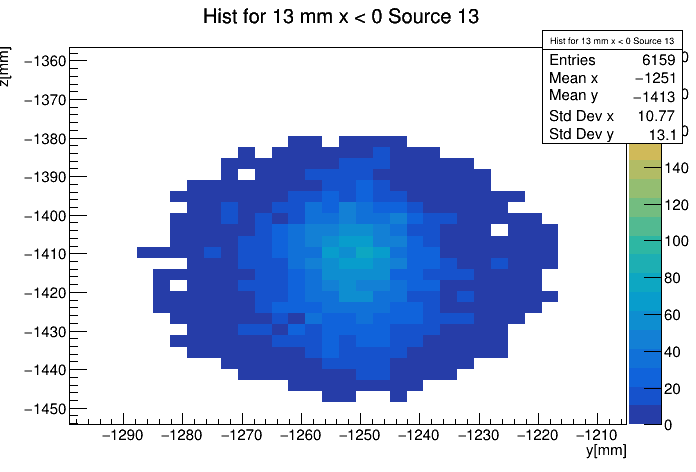 Hist for 13 mm x < 0 Source 13
z[mm]
Hist for 13 mm x < 0 Source 13
Entries 6159
Mean x −1251
Mean y −1413
Std Dev x 10.77
Std Dev y 13.1
−1360
−1370
−1380
−1390
−1400
−1410
−1420
−1430
−1440
−1450
−1290 −1280 −1270 −1260 −1250 −1240 −1230 −1220 −1210
y[mm]
140
120
100
80
60
40
20
0